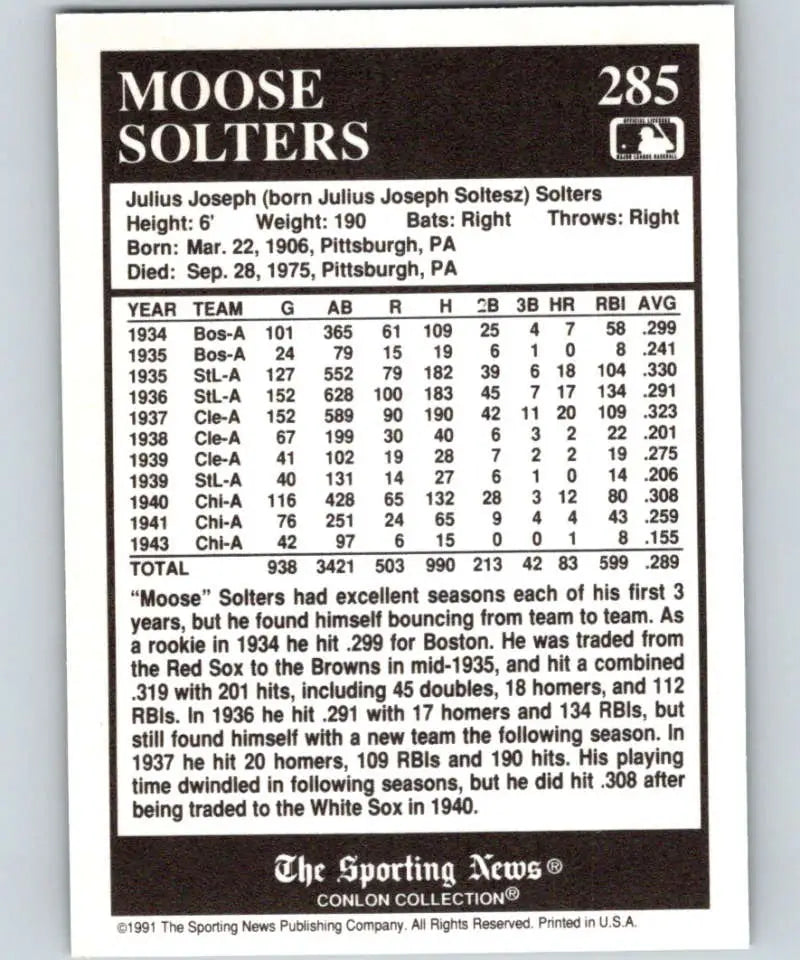 MOOSE
SOLTERS
285
OFFICIAL LICENSEE
MAJOR LEAGUE BASEBALL
Julius Joseph (born Julius Joseph Soltesz) Solters
Height: 6' Weight: 190 Bats: Right Throws: Right
Born: Mar. 22, 1906, Pittsburgh, PA
Died: Sep. 28, 1975, Pittsburgh, PA
YEAR TEAM G AB R H 2B 3B HR RBI AVG
1934 Bos-A 101 365 61 109 25 4 7 58 .299
1935 Bos-A 24 79 15 19 6 1 0 8 .241
1935 StL-A 127 552 79 182 39 6 18 104 .330
1936 StL-A 152 628 100 183 45 7 17 134 .291
1937 Cle-A 152 589 90 190 42 11 20 109 .323
1938 Cle-A 67 199 30 40 6 3 2 22 .201
1939 Cle-A 41 102 19 28 7 2 2 19 .275
1939 StL-A 40 131 14 27 6 1 0 14 .206
1940 Chi-A 116 428 65 132 28 3 12 80 .308
1941 Chi-A 76 251 24 65 9 4 4 43 .259
1943 Chi-A 42 97 6 15 0 0 1 8 .155
TOTAL 938 3421 503 990 213 42 83 599 .289
"Moose" Solters had excellent seasons each of his first 3
years, but he found himself bouncing from team to team. As
a rookie in 1934 he hit .299 for Boston. He was traded from
the Red Sox to the Browns in mid-1935, and hit a combined
.319 with 201 hits, including 45 doubles, 18 homers, and 112
RBIs. In 1936 he hit .291 with 17 homers and 134 RBIs, but
still found himself with a new team the following season. In
1937 he hit 20 homers, 109 RBIs and 190 hits. His playing
time dwindled in following seasons, but he did hit .308 after
being traded to the White Sox in 1940.
The Sporting News®
CONLON COLLECTION®
©1991 The Sporting News Publishing Company. All Rights Reserved. Printed in U.S.A.